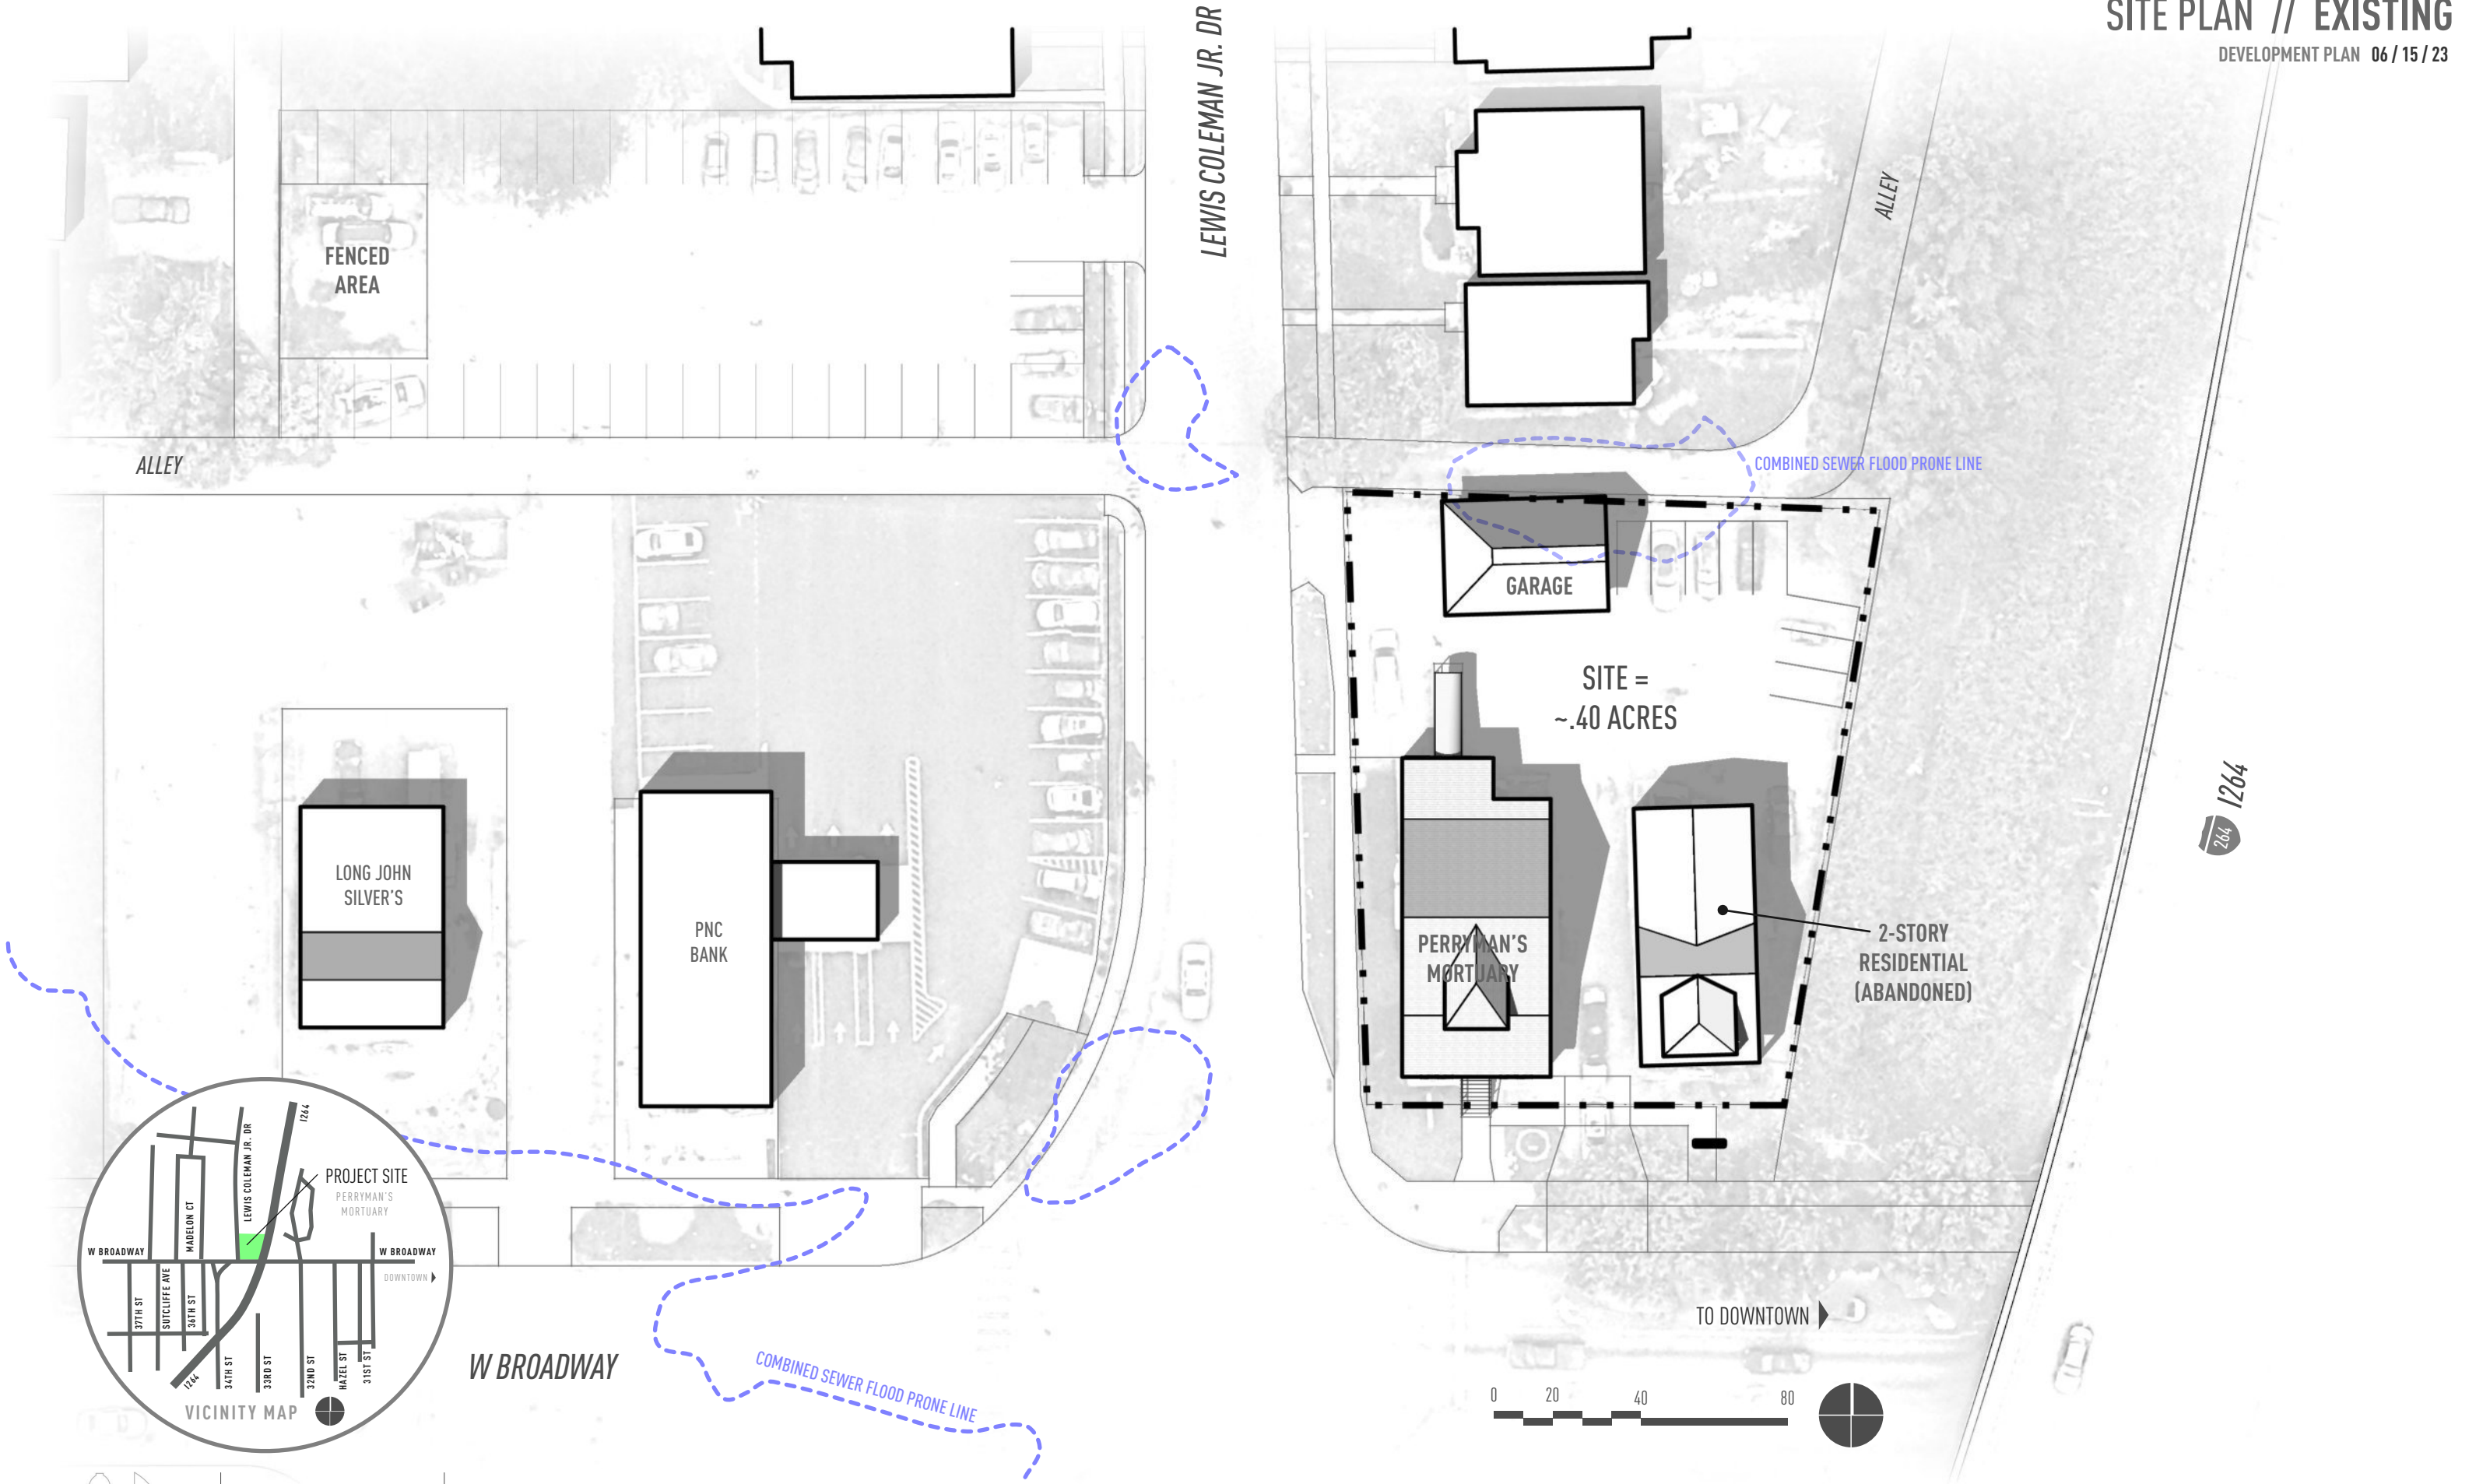 SITE PLAN // EXISTING
DEVELOPMENT PLAN 06 / 15 / 23
LEWIS COLEMAN JR. DR
ALLEY
FENCED
AREA
ALLEY
COMBINED SEWER FLOOD PRONE LINE
GARAGE
SITE =
~.40 ACRES
I264
264
LONG JOHN
SILVER'S
PNC
BANK
PERRYMAN'S
MORTUARY
2-STORY
RESIDENTIAL
(ABANDONED)
I264
LEWIS COLEMAN JR. DR
PROJECT SITE
PERRYMAN'S
MORTUARY
MADELON CT
W BROADWAY
W BROADWAY
DOWNTOWN
37TH ST
SUTCLIFFE AVE
36TH ST
I264
34TH ST
33RD ST
32ND ST
HAZEL ST
31ST ST
VICINITY MAP
W BROADWAY
COMBINED SEWER FLOOD PRONE LINE
TO DOWNTOWN
0 20 40 80